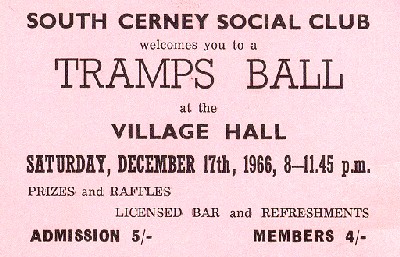 SOUTH CERNEY SOCIAL CLUB
welcomes you to a
TRAMPS BALL
at the
VILLAGE HALL
SATURDAY, DECEMBER 17th, 1966, 8—11.45 p.m.
PRIZES and RAFFLES
LICENSED BAR and REFRESHMENTS
ADMISSION 5/- MEMBERS 4/-